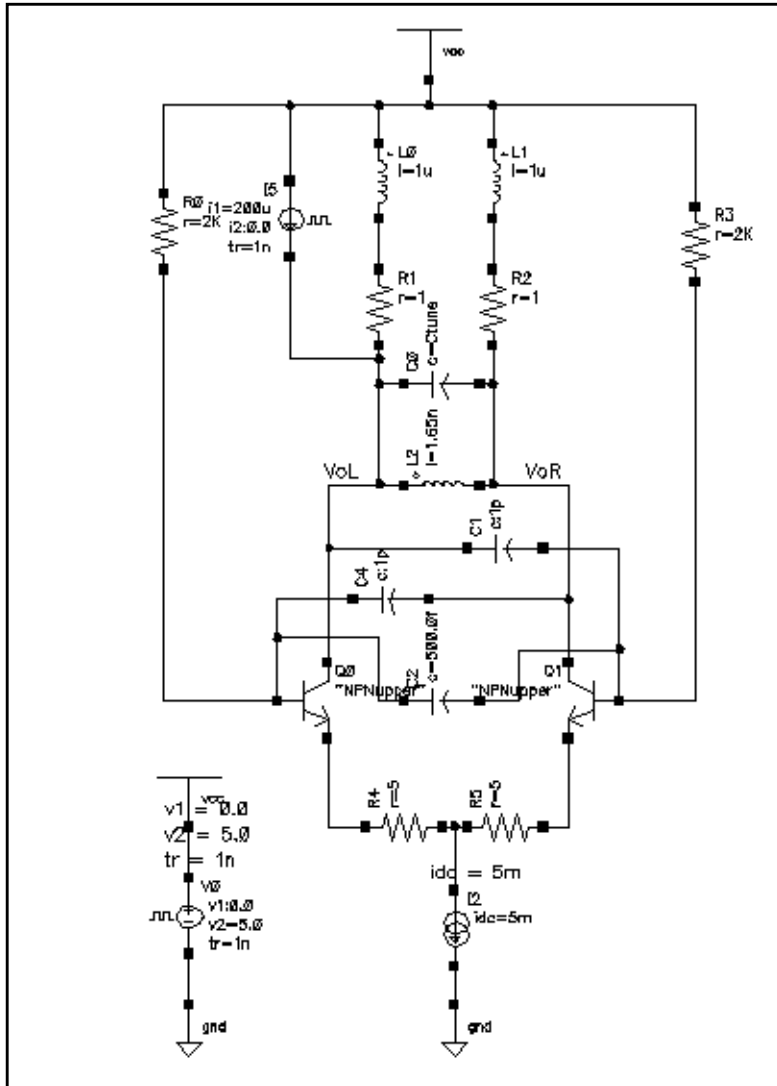 vcc
L0
l=1u
L1
l=1u
R0
r=2K
I5
i1=200u
i2:0.0
tr=1n
R3
r=2K
R1
r=1
R2
r=1
C0
c=Ctune
L2
l=1.65n
VoL
VoR
C1
c:1p
C4
c:1p
C2
c=500.0f
Q0
"NPNupper"
Q1
"NPNupper"
R4
r=5
R5
r=5
vcc
v1 = 0.0
v2 = 5.0
tr = 1n
V0
v1:0.0
v2=5.0
tr=1n
gnd
idc = 5m
I2
idc=5m
gnd